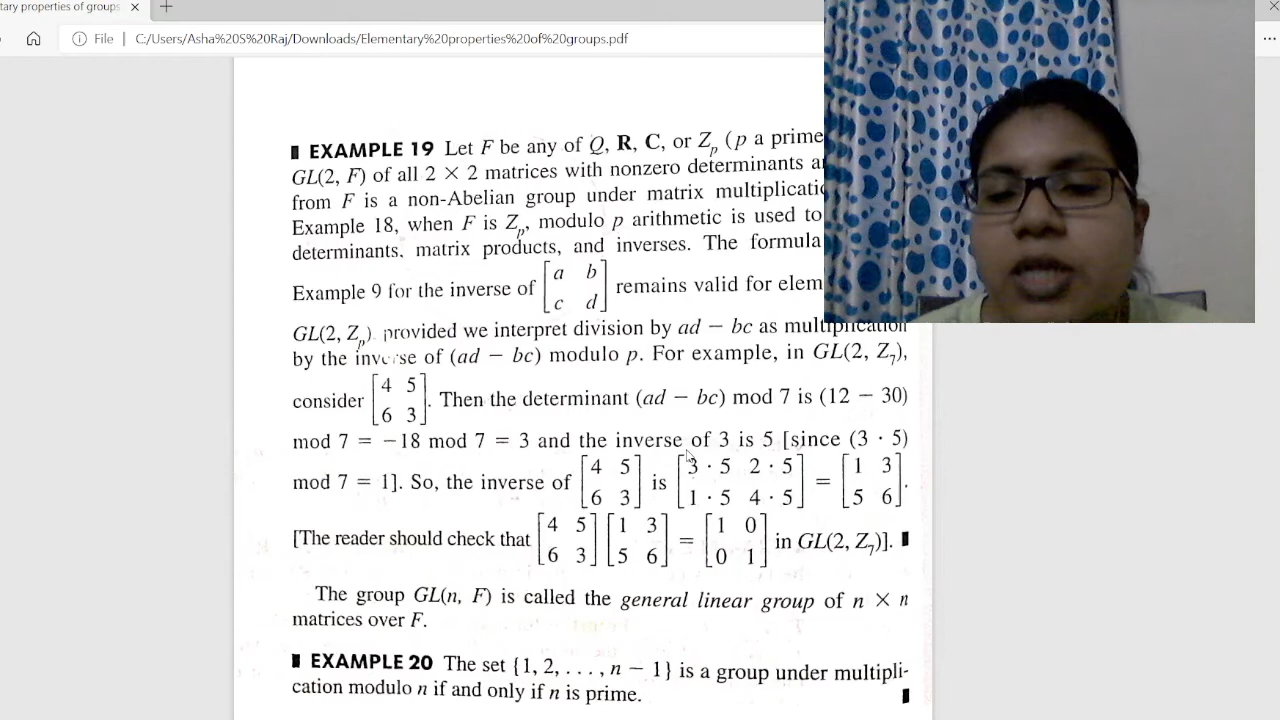 tary properties of groups
File | C:/Users/Asha%20S%20Raj/Downloads/Elementary%20properties%20of%20groups.pdf
EXAMPLE 19 Let F be any of Q, R, C, or Z_p (p a prime
GL(2, F) of all 2 × 2 matrices with nonzero determinants
from F is a non-Abelian group under matrix
Example 18, when F is Z_p, modulo p arithmetic is used to
determinants, matrix products, and inverses. The formula
Example 9 for the inverse of [a b; c d] remains valid for
GL(2, Z_p) provided we interpret division by ad − bc as multiplication
by the inverse of (ad − bc) modulo p. For example, in GL(2, Z_7),
consider [4 5; 6 3]. Then the determinant (ad − bc) mod 7 is (12 − 30)
mod 7 = −18 mod 7 = 3 and the inverse of 3 is 5 [since (3 · 5)
mod 7 = 1]. So, the inverse of [4 5; 6 3] is [3 · 5 2 · 5; 1 · 5 4 · 5] = [1 3; 5 6].
[The reader should check that [4 5; 6 3] [1 3; 5 6] = [1 0; 0 1] in GL(2, Z_7)].
The group GL(n, F) is called the general linear group of n × n
matrices over F.
EXAMPLE 20 The set {1, 2, . . . , n − 1} is a group under multipli-
cation modulo n if and only if n is prime.